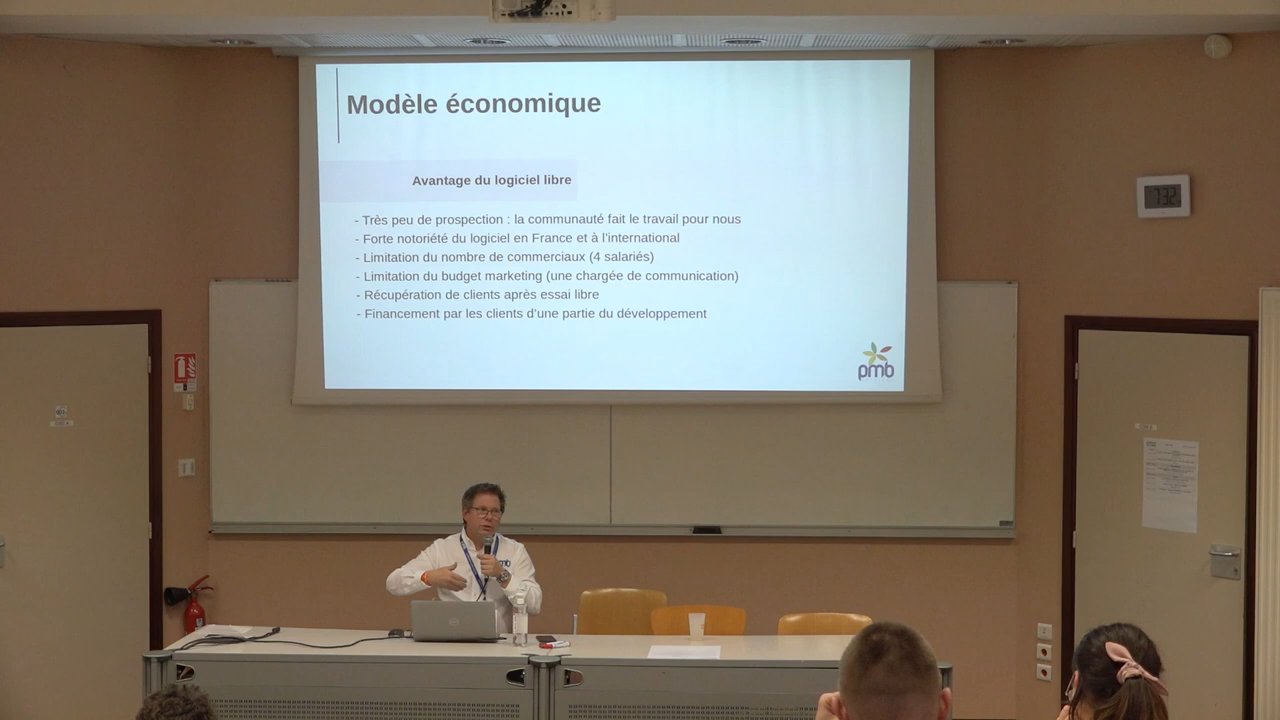 Modèle économique
Avantage du logiciel libre
- Très peu de prospection : la communauté fait le travail pour nous
- Forte notoriété du logiciel en France et à l'international
- Limitation du nombre de commerciaux (4 salariés)
- Limitation du budget marketing (une chargée de communication)
- Récupération de clients après essai libre
- Financement par les clients d'une partie du développement
pmb
pmb